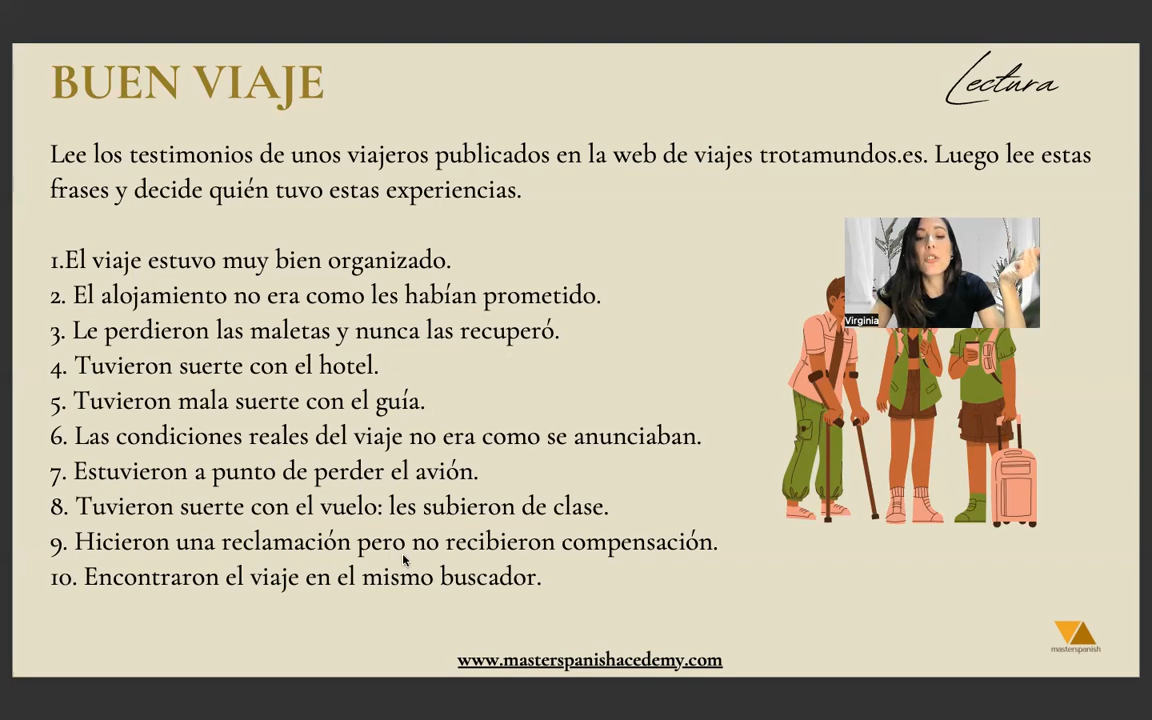 BUEN VIAJE
Lectura
Lee los testimonios de unos viajeros publicados en la web de viajes trotamundos.es. Luego lee estas
frases y decide quién tuvo estas experiencias.
1.El viaje estuvo muy bien organizado.
2. El alojamiento no era como les habían prometido.
3. Le perdieron las maletas y nunca las recuperó.
4. Tuvieron suerte con el hotel.
5. Tuvieron mala suerte con el guía.
6. Las condiciones reales del viaje no era como se anunciaban.
7. Estuvieron a punto de perder el avión.
8. Tuvieron suerte con el vuelo: les subieron de clase.
9. Hicieron una reclamación pero no recibieron compensación.
10. Encontraron el viaje en el mismo buscador.
Virginia
www.masterspanishacedemy.com
masterspanish